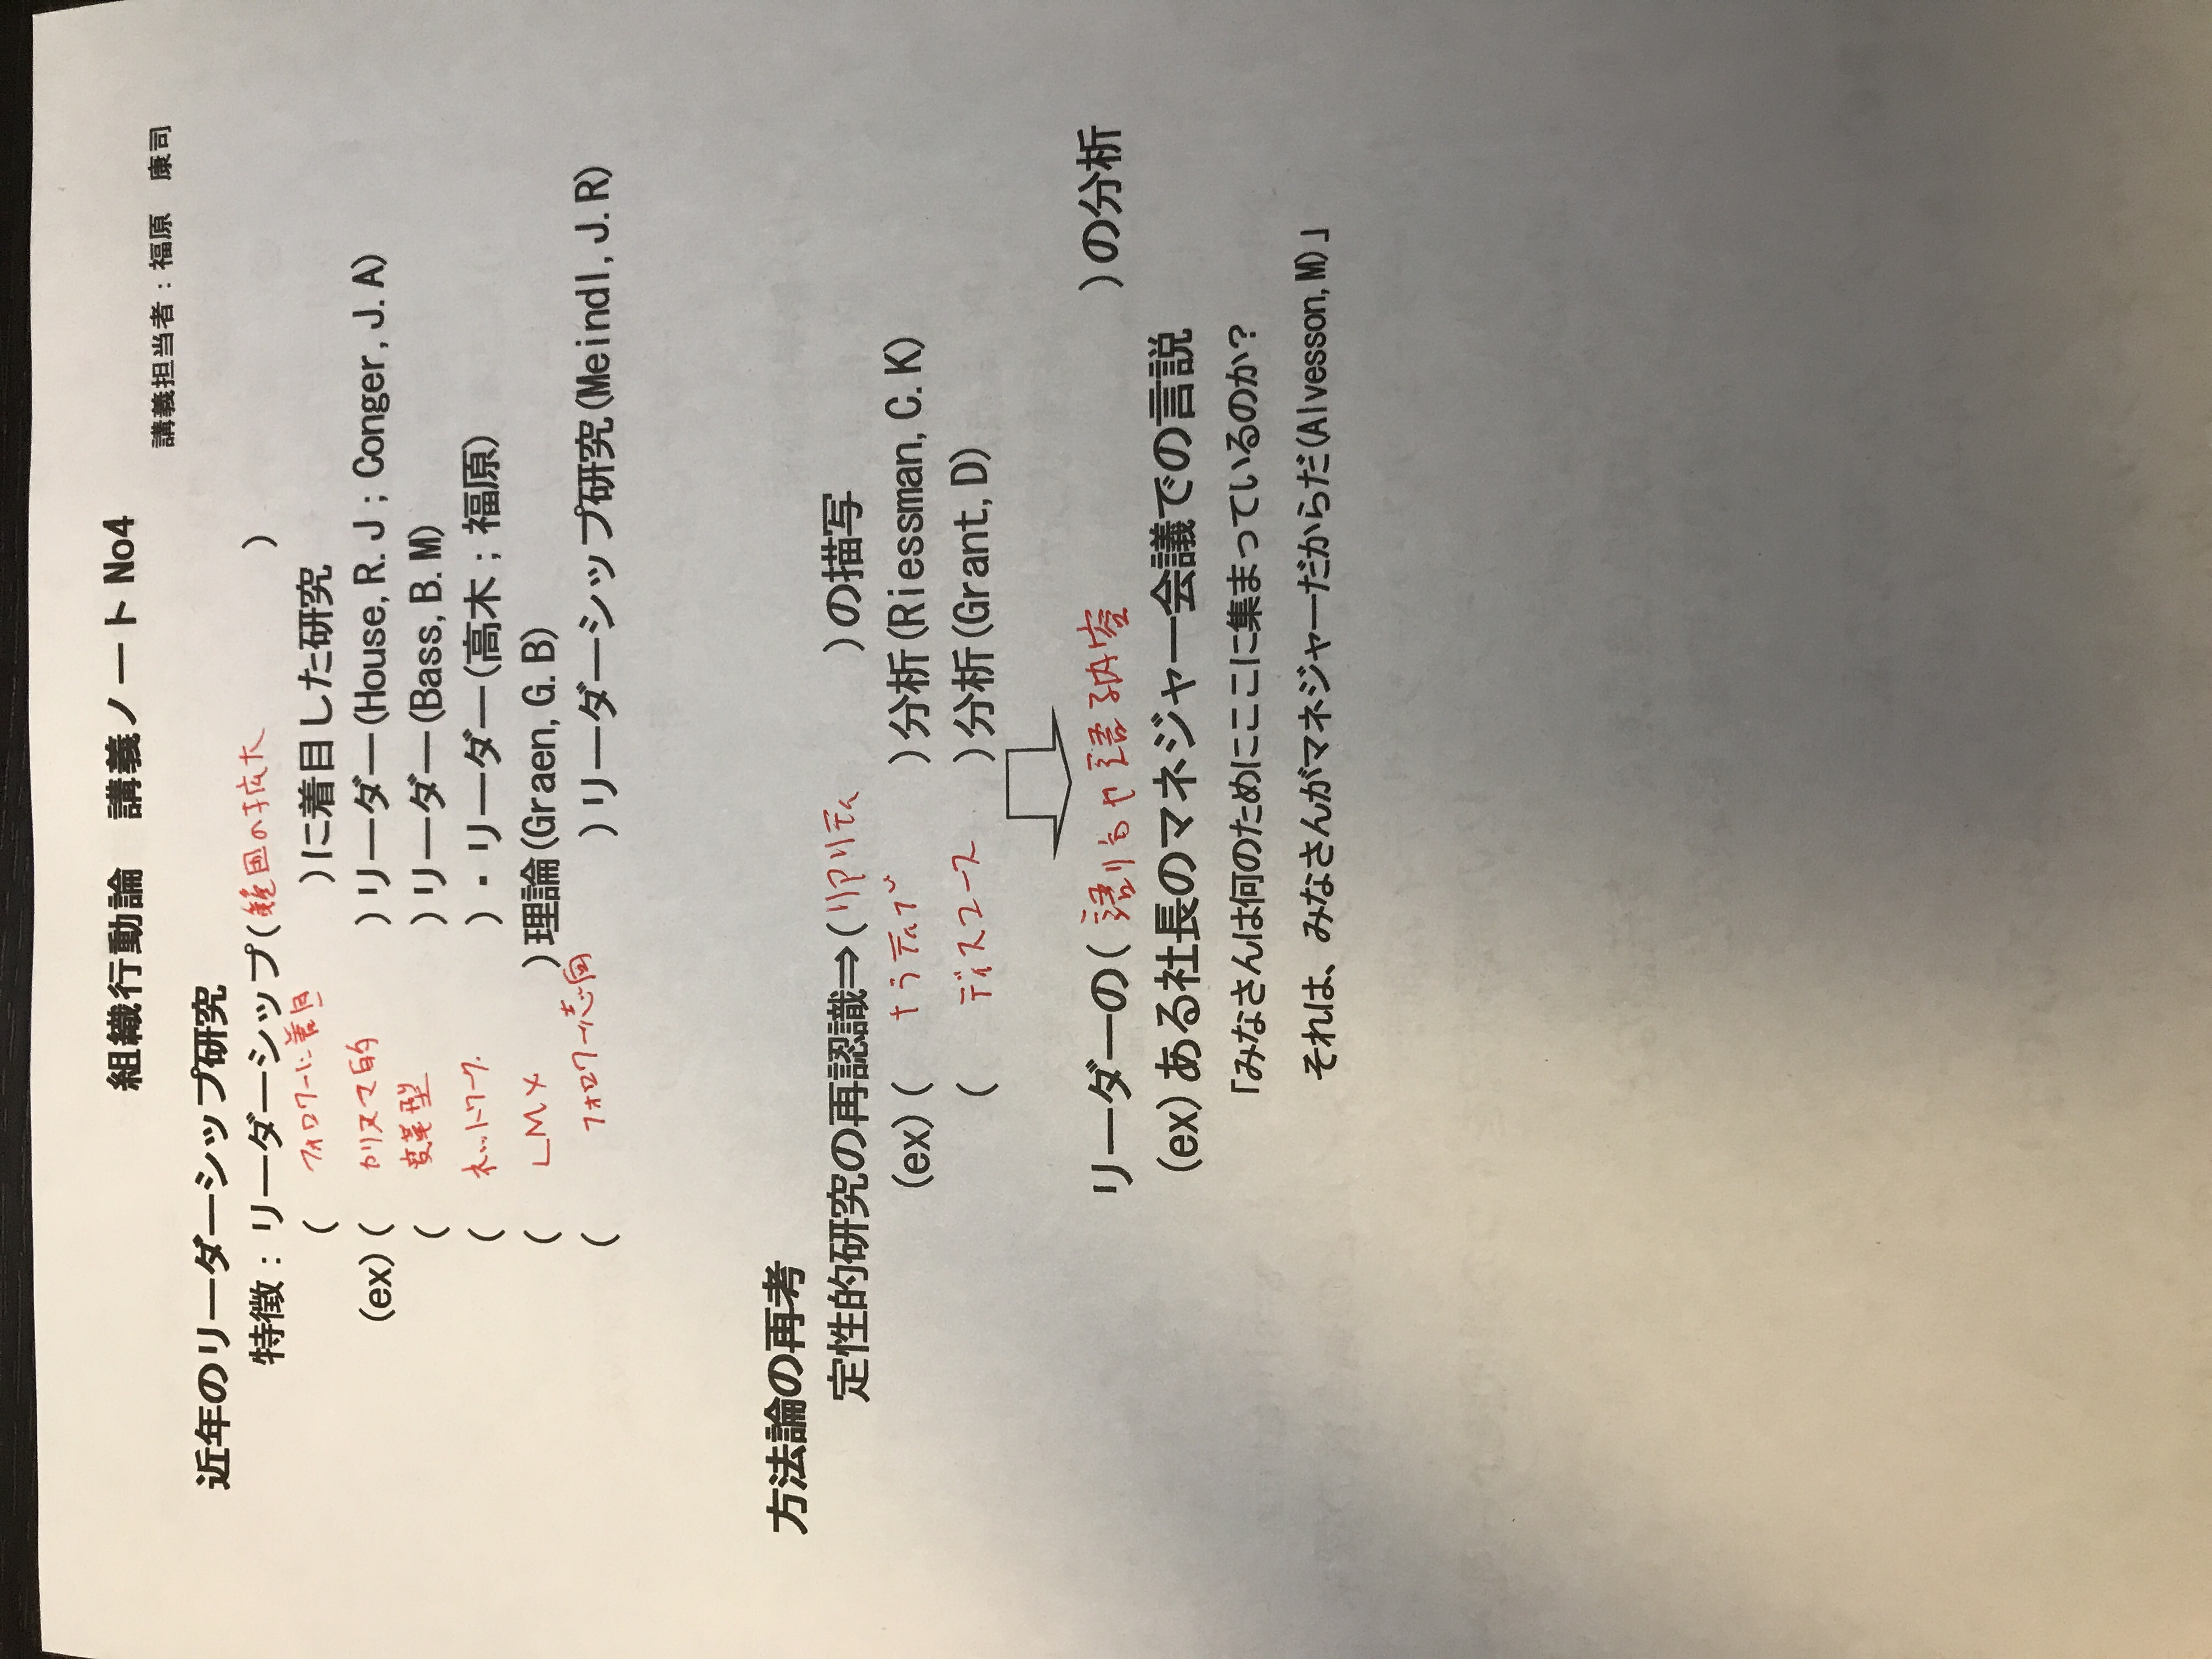 組織行動論　講義ノート No4
講義担当者：福原　康司
近年のリーダーシップ研究
特徴：リーダーシップ(範囲の拡大)
(フォロワーに着目)に着目した研究
(ex)(カリスマ的)リーダー(House, R. J；Conger, J. A)
(変革型)リーダー(Bass, B. M)
(ネットワーク)・リーダー(高木；福原)
(LMX)理論(Graen, G. B)
(フォロワー志向)リーダーシップ研究(Meindl, J. R)
方法論の再考
定性的研究の再認識⇒(リアリティ)の描写
(ex)(ナラティブ)分析(Riessman, C. K)
(ディスコース)分析(Grant, D)
リーダーの(語り方や語る内容)の分析
(ex)ある社長のマネジャー会議での言説
「みなさんは何のためにここに集まっているのか？
それは、みなさんがマネジャーだからだ(Alvesson, M)」